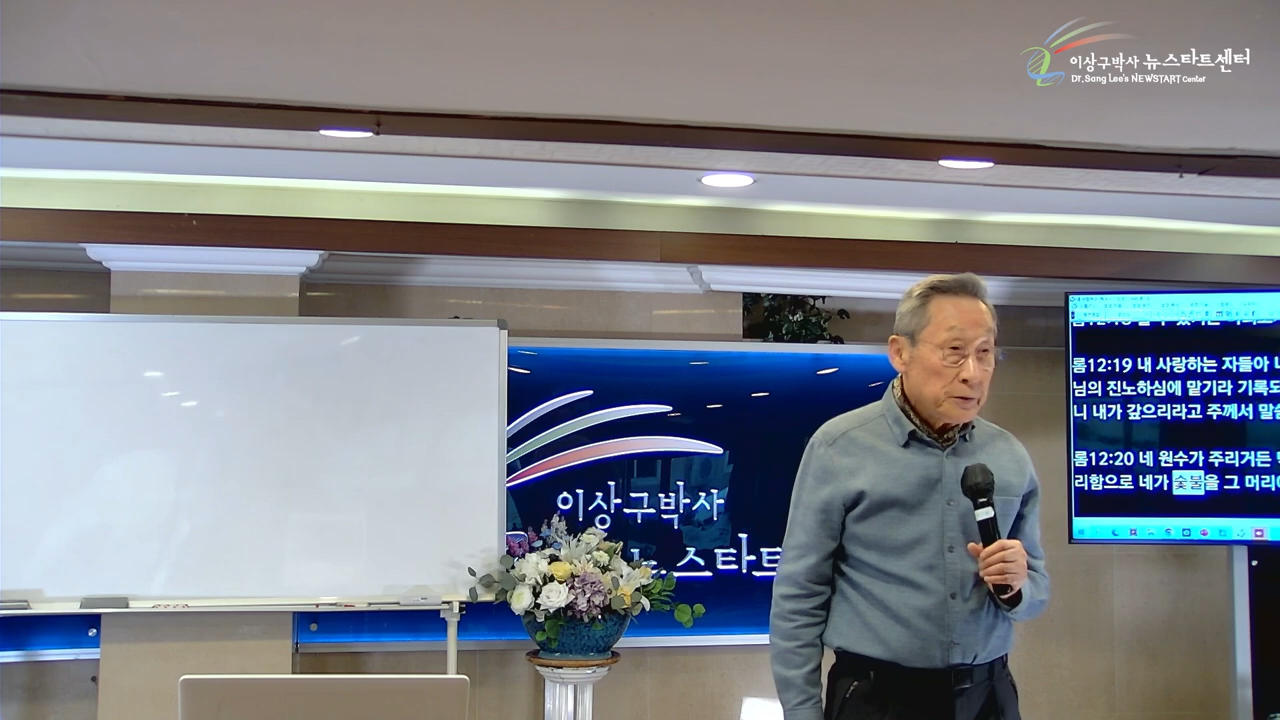 이상구박사 뉴스타트센터
Dr. Sang Lee's NEWSTART Center
이상구박사
뉴스타트
롬12:19 내 사랑하는 자들아
님의 진노하심에 맡기라 기록되
니 내가 갚으리라고 주께서 말씀
롬12:20 네 원수가 주리거든
리함으로 네가 숯불을 그 머리에